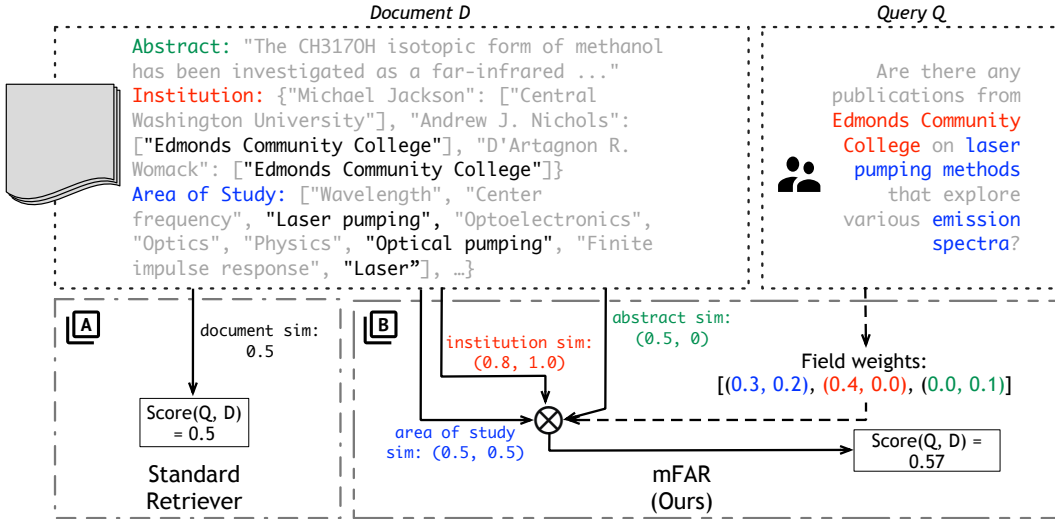 Document D
Query Q
Abstract: "The CH317OH isotopic form of methanol
has been investigated as a far-infrared ..."
Institution: {"Michael Jackson": ["Central
Washington University"], "Andrew J. Nichols":
["Edmonds Community College"], "D'Artagnon R.
Womack": ["Edmonds Community College"]}
Area of Study: ["Wavelength", "Center
frequency", "Laser pumping", "Optoelectronics",
"Optics", "Physics", "Optical pumping", "Finite
impulse response", "Laser”], …}
Are there any
publications from
Edmonds Community
College on laser
pumping methods
that explore
various emission
spectra?
A
document sim:
0.5
Score(Q, D)
= 0.5
Standard
Retriever
B
institution sim:
(0.8, 1.0)
abstract sim:
(0.5, 0)
Field weights:
[(0.3, 0.2), (0.4, 0.0), (0.0, 0.1)]
area of study
sim: (0.5, 0.5)
Score(Q, D) =
0.57
mFAR
(Ours)